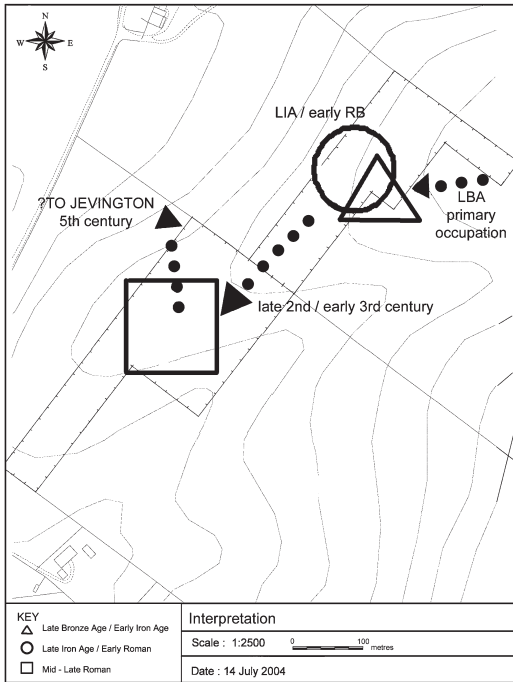 N
W E
S
LIA / early RB
?TO JEVINGTON
5th century
LBA
primary
occupation
late 2nd / early 3rd century
KEY
Late Bronze Age / Early Iron Age
Late Iron Age / Early Roman
Mid - Late Roman
Interpretation
Scale : 1:2500 0 100 metres
Date : 14 July 2004